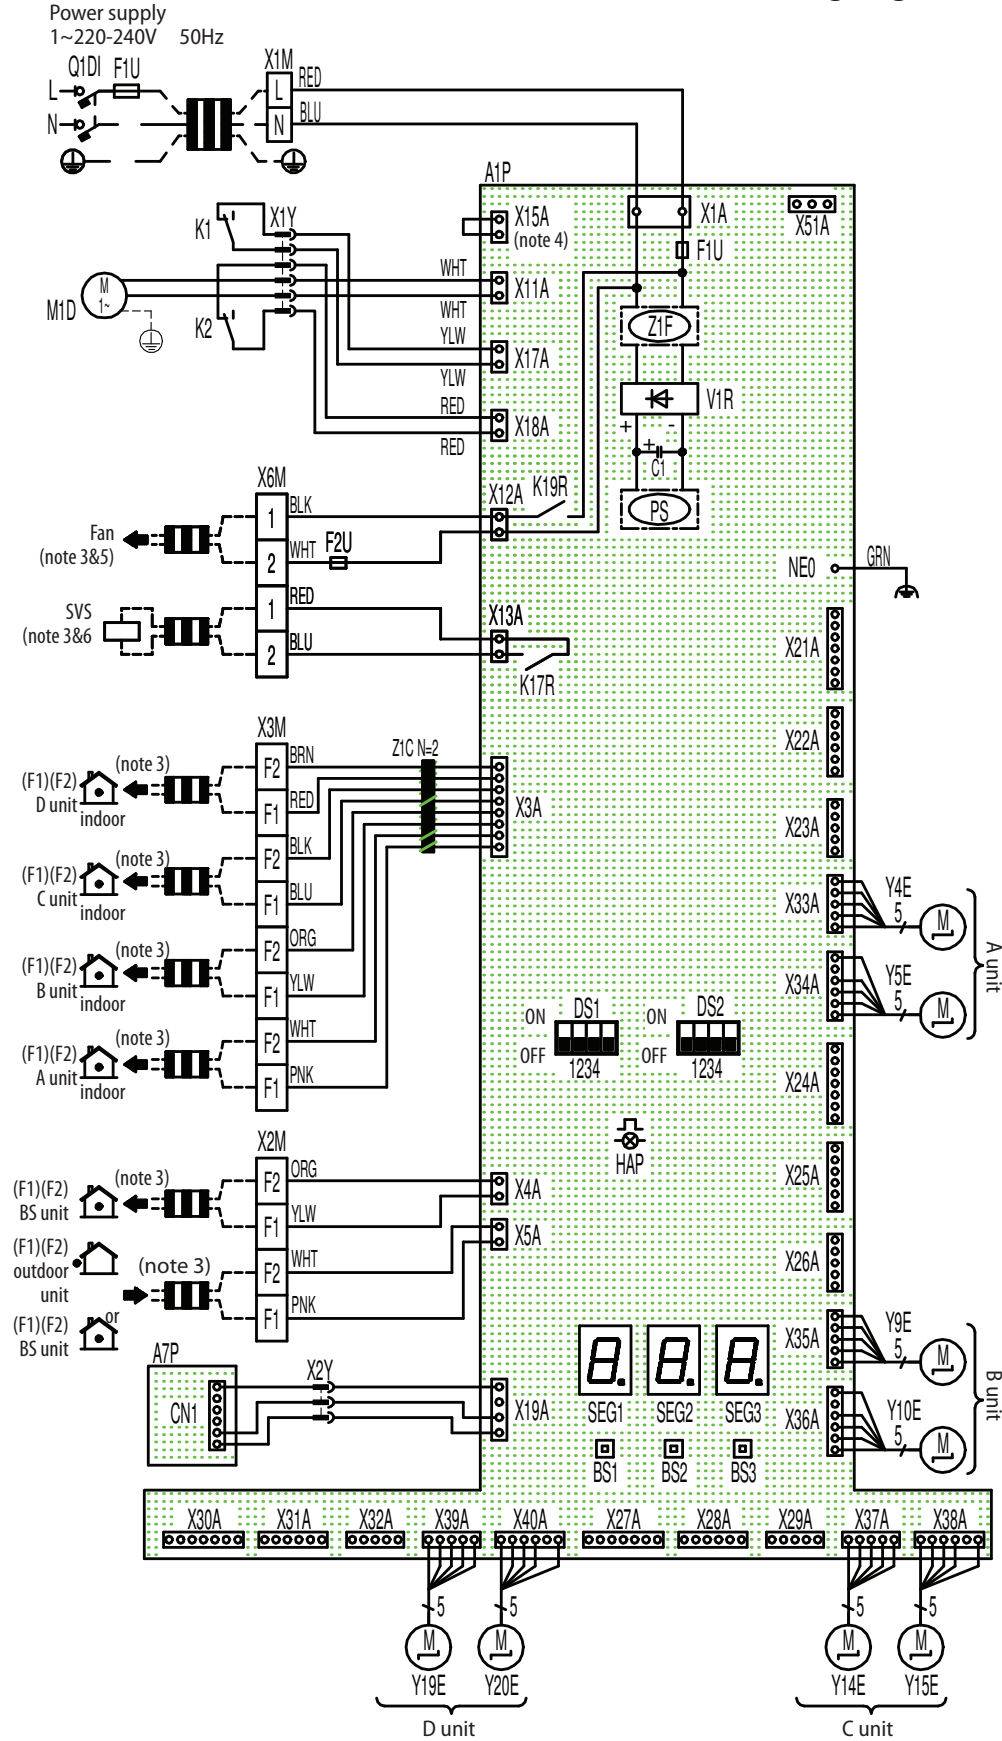 Power supply
1~220-240V 50Hz
Q1DI F1U X1M
L L RED
N N BLU
A1P
K1 X1Y X15A X1A X51A
(note 4) F1U
M 1~ WHT X11A
M1D K2 WHT
Z1F
YLW X17A
YLW
V1R
RED X18A + -
RED + C1
X6M X12A K19R PS
Fan 1 BLK
(note 3&5) 2 WHT F2U
NE0 GRN
SVS 1 RED X13A
(note 3&6 2 BLU K17R
X21A
X3M
(note 3) F2 BRN Z1C N=2 X22A
(F1)(F2)
D unit F1 RED X3A
indoor
X23A
(note 3) F2 BLK
(F1)(F2)
C unit F1 BLU
indoor
X33A Y4E 5 M
(note 3) F2 ORG
(F1)(F2)
B unit F1 YLW
indoor
X34A Y5E 5 M
A unit
(note 3) F2 WHT
(F1)(F2)
A unit F1 PNK
indoor
ON DS1 ON DS2
OFF 1234 OFF 1234
X24A
HAP
X2M
(note 3) F2 ORG X4A X25A
(F1)(F2)
BS unit F1 YLW
X5A
(F1)(F2)
outdoor
unit
(note 3) F2 WHT X26A
or F1 PNK
(F1)(F2)
BS unit
X35A Y9E 5 M
A7P X2Y
CN1 X19A
8. 8. 8.
SEG1 SEG2 SEG3
X36A Y10E 5 M
B unit
BS1 BS2 BS3
X30A X31A X32A X39A X40A X27A X28A X29A X37A X38A
5 5 5 5
M M M M
Y19E Y20E Y14E Y15E
D unit C unit